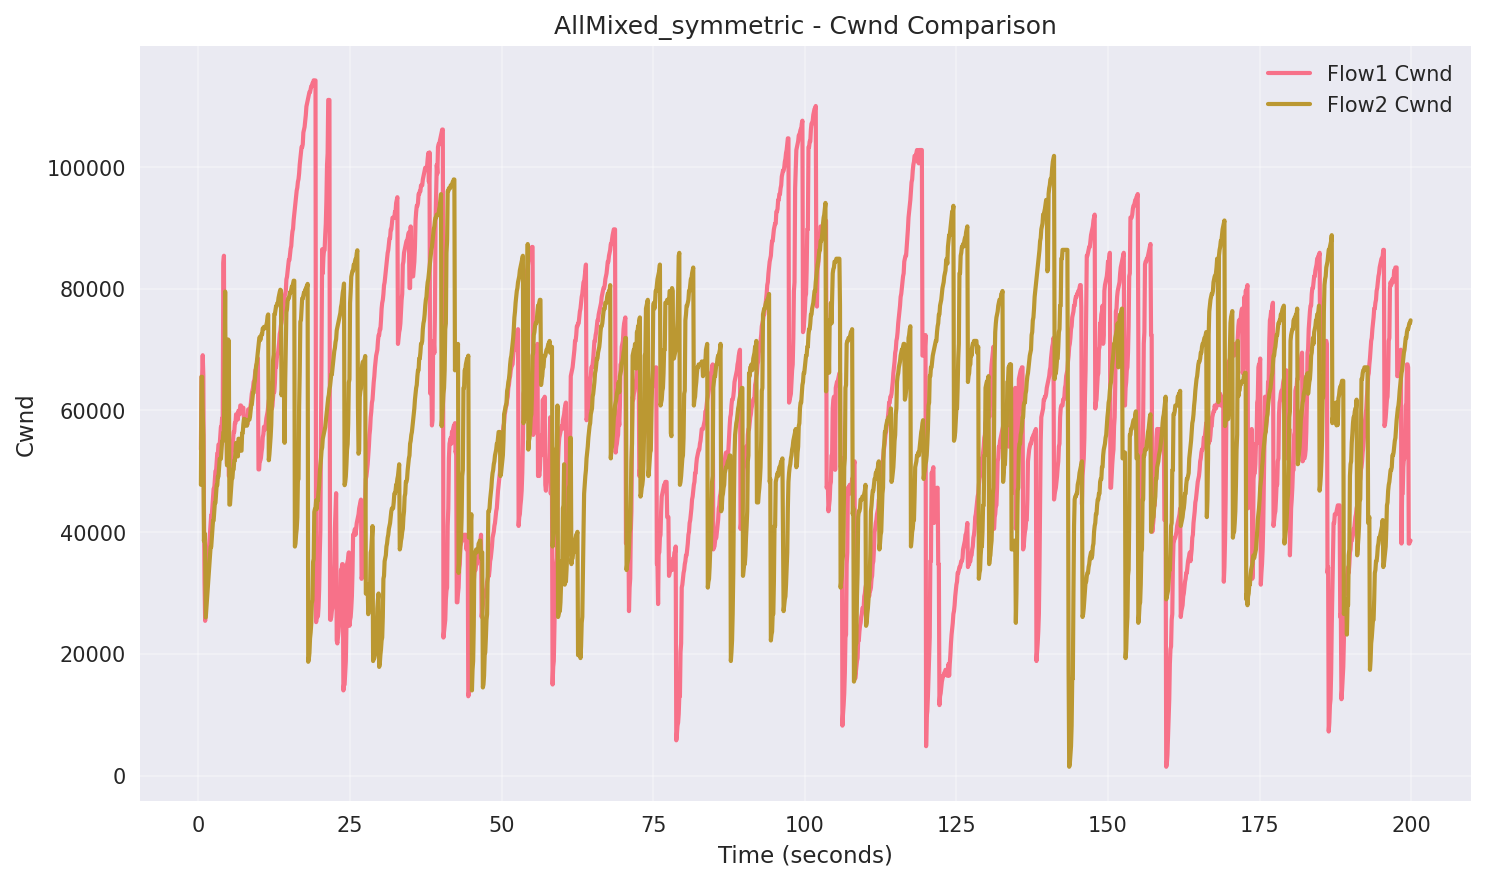 AllMixed_symmetric - Cwnd Comparison
Flow1 Cwnd
Flow2 Cwnd
Cwnd
100000
80000
60000
40000
20000
0
0 25 50 75 100 125 150 175 200
Time (seconds)